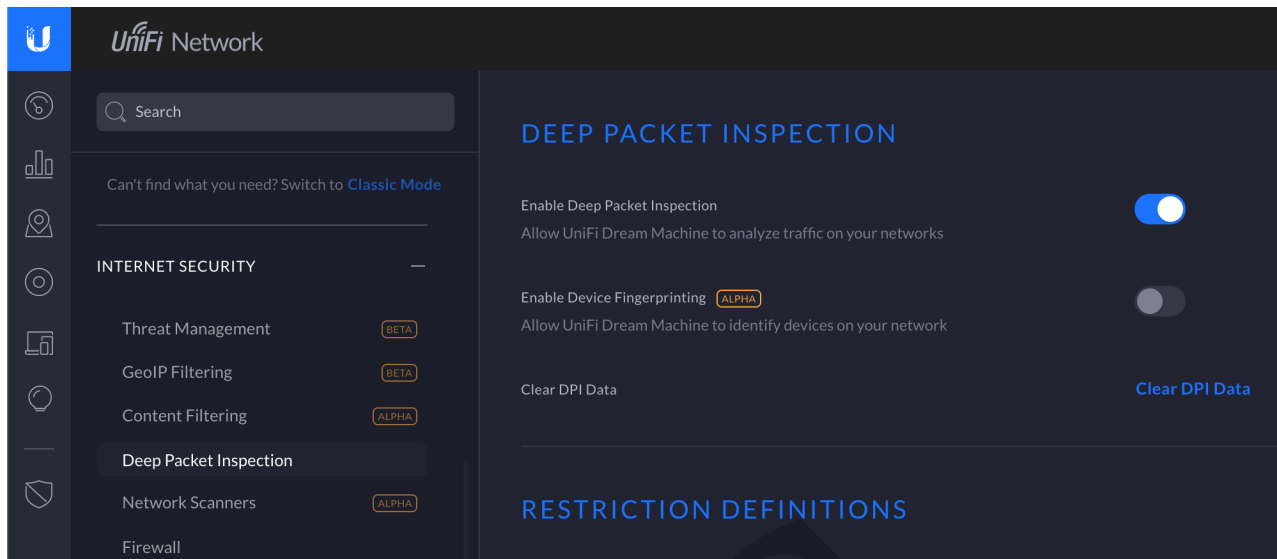 UniFi Network
Search
Can't find what you need? Switch to Classic Mode
INTERNET SECURITY
Threat Management BETA
GeoIP Filtering BETA
Content Filtering ALPHA
Deep Packet Inspection
Network Scanners ALPHA
Firewall
DEEP PACKET INSPECTION
Enable Deep Packet Inspection
Allow UniFi Dream Machine to analyze traffic on your networks
Enable Device Fingerprinting ALPHA
Allow UniFi Dream Machine to identify devices on your network
Clear DPI Data Clear DPI Data
RESTRICTION DEFINITIONS